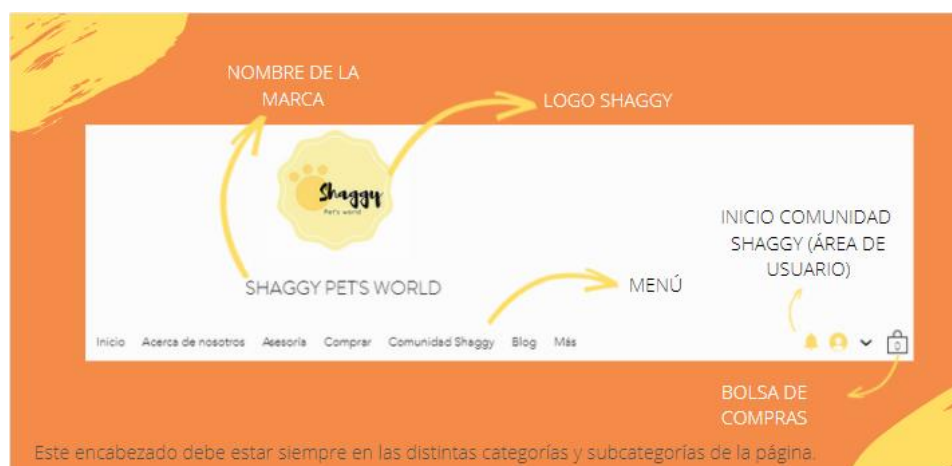 NOMBRE DE LA
MARCA
LOGO SHAGGY
Shaggy
Pet's world
INICIO COMUNIDAD
SHAGGY (ÁREA DE
USUARIO)
SHAGGY PET'S WORLD
MENÚ
Inicio Acerca de nosotros Asesoría Comprar Comunidad Shaggy Blog Más
0
BOLSA DE
COMPRAS
Este encabezado debe estar siempre en las distintas categorías y subcategorías de la página.